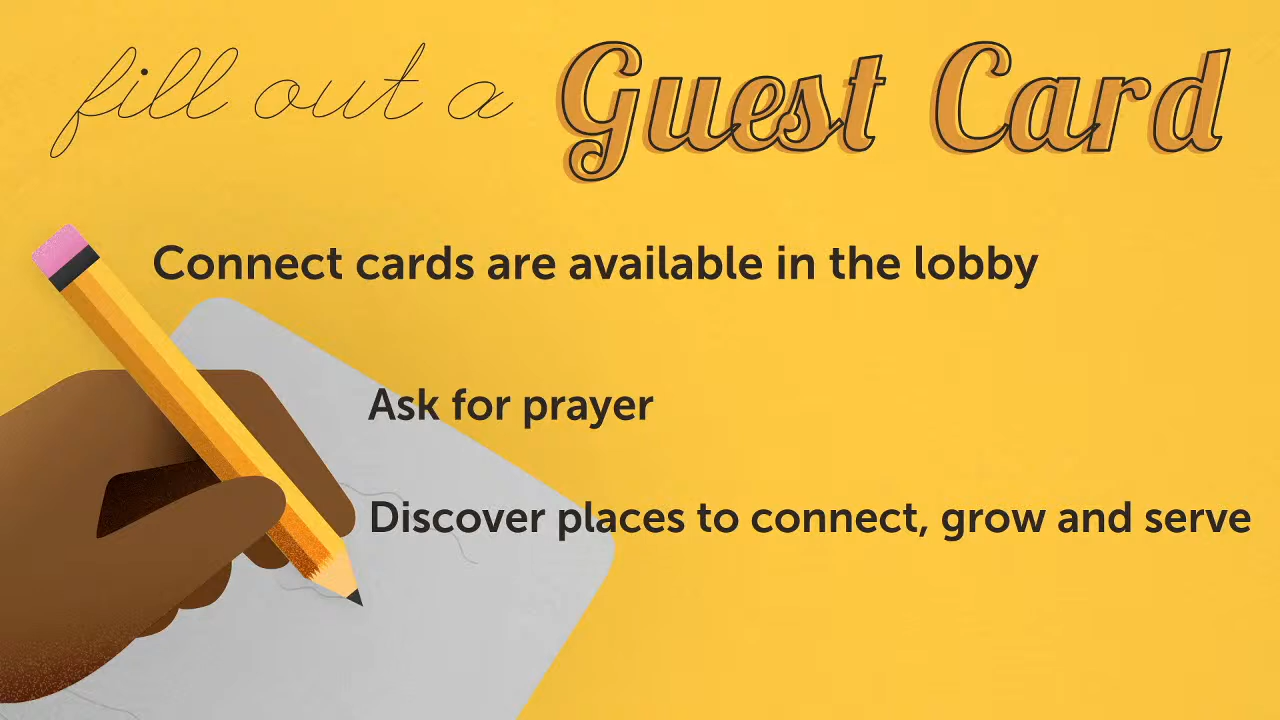 fill out a Guest Card
Connect cards are available in the lobby
Ask for prayer
Discover places to connect, grow and serve